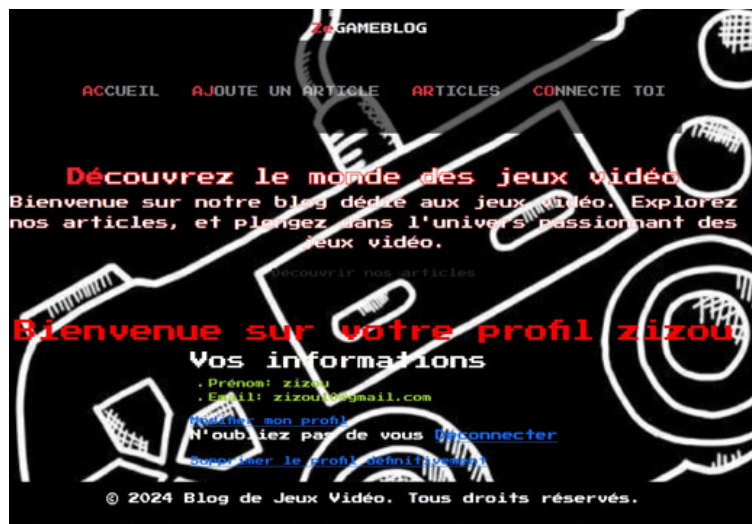 ZeGAMEBLOG
ACCUEIL AJOUTE UN ARTICLE ARTICLES CONNECTE TOI
Découvrez le monde des jeux vidéo
Bienvenue sur notre blog dédié aux jeux vidéo. Explorez
nos articles, et plongez dans l'univers passionnant des
jeux vidéo.
Découvrir nos articles
Bienvenue sur votre profil zizou
Vos informations
. Prénom: zizou
. Email: zizou10@gmail.com
Modifier mon profil
N'oubliez pas de vous Déconnecter
Supprimer le profil définitivement
© 2024 Blog de Jeux Vidéo. Tous droits réservés.